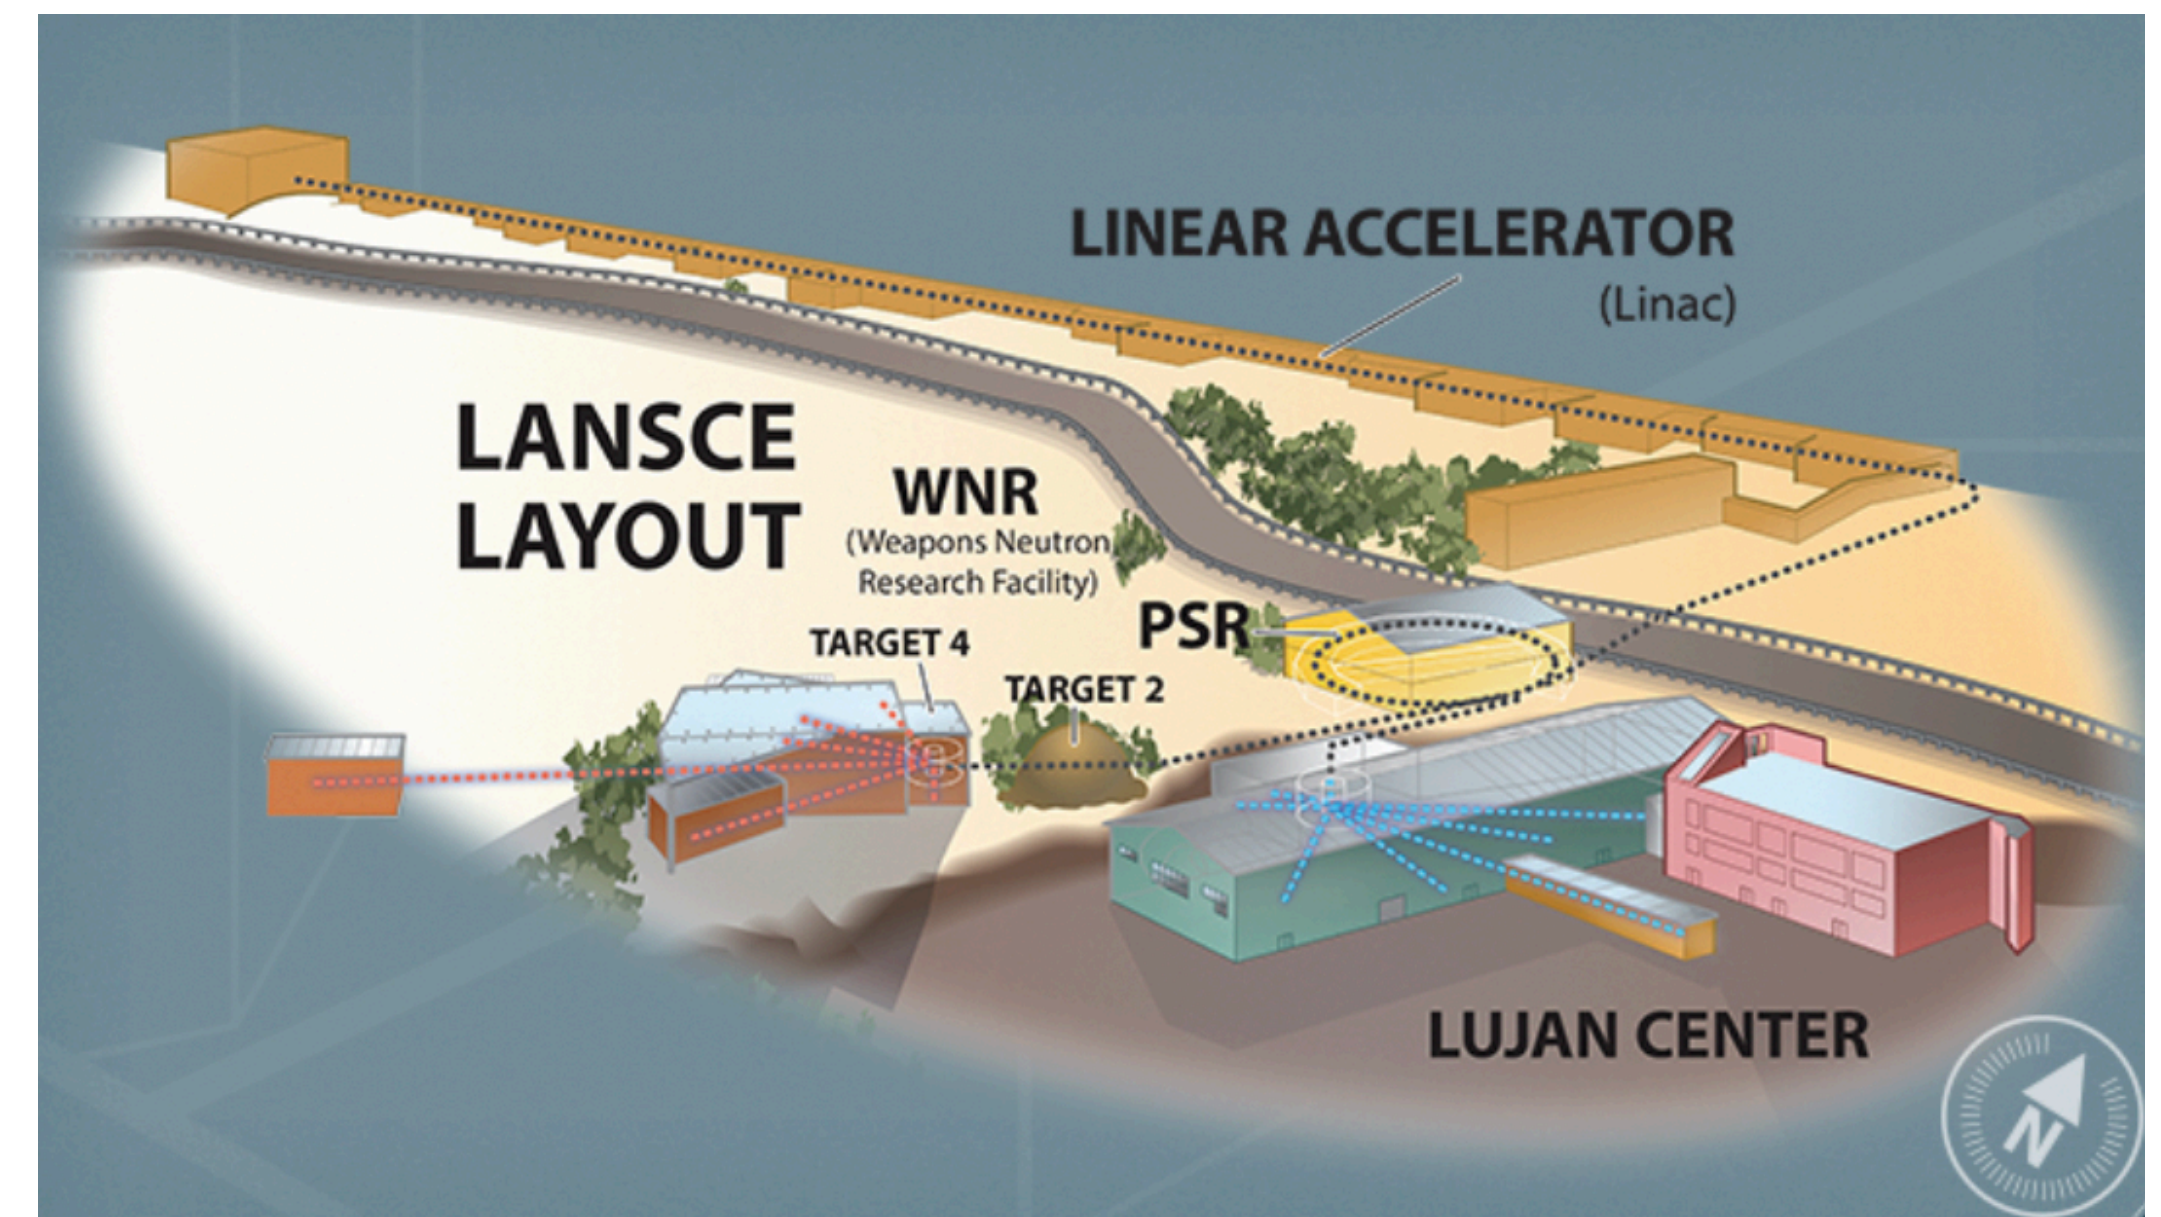 LINEAR ACCELERATOR
(Linac)
LANSCE
LAYOUT
WNR
(Weapons Neutron
Research Facility)
PSR
TARGET 4
TARGET 2
LUJAN CENTER
N